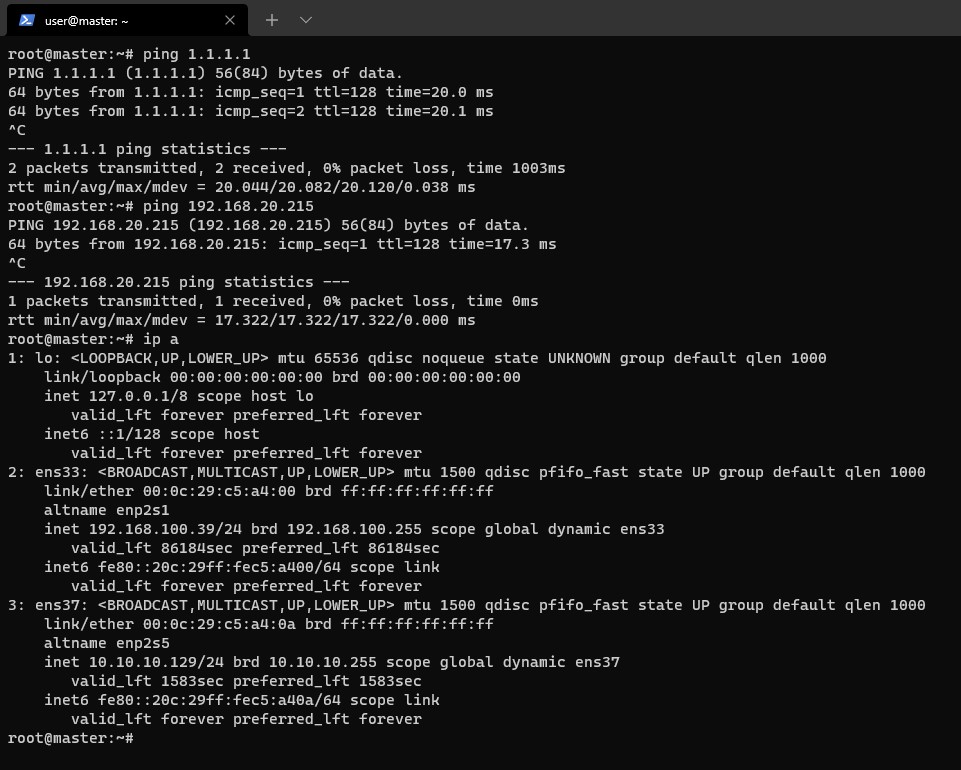 user@master: ~
root@master:~# ping 1.1.1.1
PING 1.1.1.1 (1.1.1.1) 56(84) bytes of data.
64 bytes from 1.1.1.1: icmp_seq=1 ttl=128 time=20.0 ms
64 bytes from 1.1.1.1: icmp_seq=2 ttl=128 time=20.1 ms
^C
--- 1.1.1.1 ping statistics ---
2 packets transmitted, 2 received, 0% packet loss, time 1003ms
rtt min/avg/max/mdev = 20.044/20.082/20.120/0.038 ms
root@master:~# ping 192.168.20.215
PING 192.168.20.215 (192.168.20.215) 56(84) bytes of data.
64 bytes from 192.168.20.215: icmp_seq=1 ttl=128 time=17.3 ms
^C
--- 192.168.20.215 ping statistics ---
1 packets transmitted, 1 received, 0% packet loss, time 0ms
rtt min/avg/max/mdev = 17.322/17.322/17.322/0.000 ms
root@master:~# ip a
1: lo: <LOOPBACK,UP,LOWER_UP> mtu 65536 qdisc noqueue state UNKNOWN group default qlen 1000
    link/loopback 00:00:00:00:00:00 brd 00:00:00:00:00:00
    inet 127.0.0.1/8 scope host lo
       valid_lft forever preferred_lft forever
    inet6 ::1/128 scope host
       valid_lft forever preferred_lft forever
2: ens33: <BROADCAST,MULTICAST,UP,LOWER_UP> mtu 1500 qdisc pfifo_fast state UP group default qlen 1000
    link/ether 00:0c:29:c5:a4:00 brd ff:ff:ff:ff:ff:ff
    altname enp2s1
    inet 192.168.100.39/24 brd 192.168.100.255 scope global dynamic ens33
       valid_lft 86184sec preferred_lft 86184sec
    inet6 fe80::20c:29ff:fec5:a400/64 scope link
       valid_lft forever preferred_lft forever
3: ens37: <BROADCAST,MULTICAST,UP,LOWER_UP> mtu 1500 qdisc pfifo_fast state UP group default qlen 1000
    link/ether 00:0c:29:c5:a4:0a brd ff:ff:ff:ff:ff:ff
    altname enp2s5
    inet 10.10.10.129/24 brd 10.10.10.255 scope global dynamic ens37
       valid_lft 1583sec preferred_lft 1583sec
    inet6 fe80::20c:29ff:fec5:a40a/64 scope link
       valid_lft forever preferred_lft forever
root@master:~#